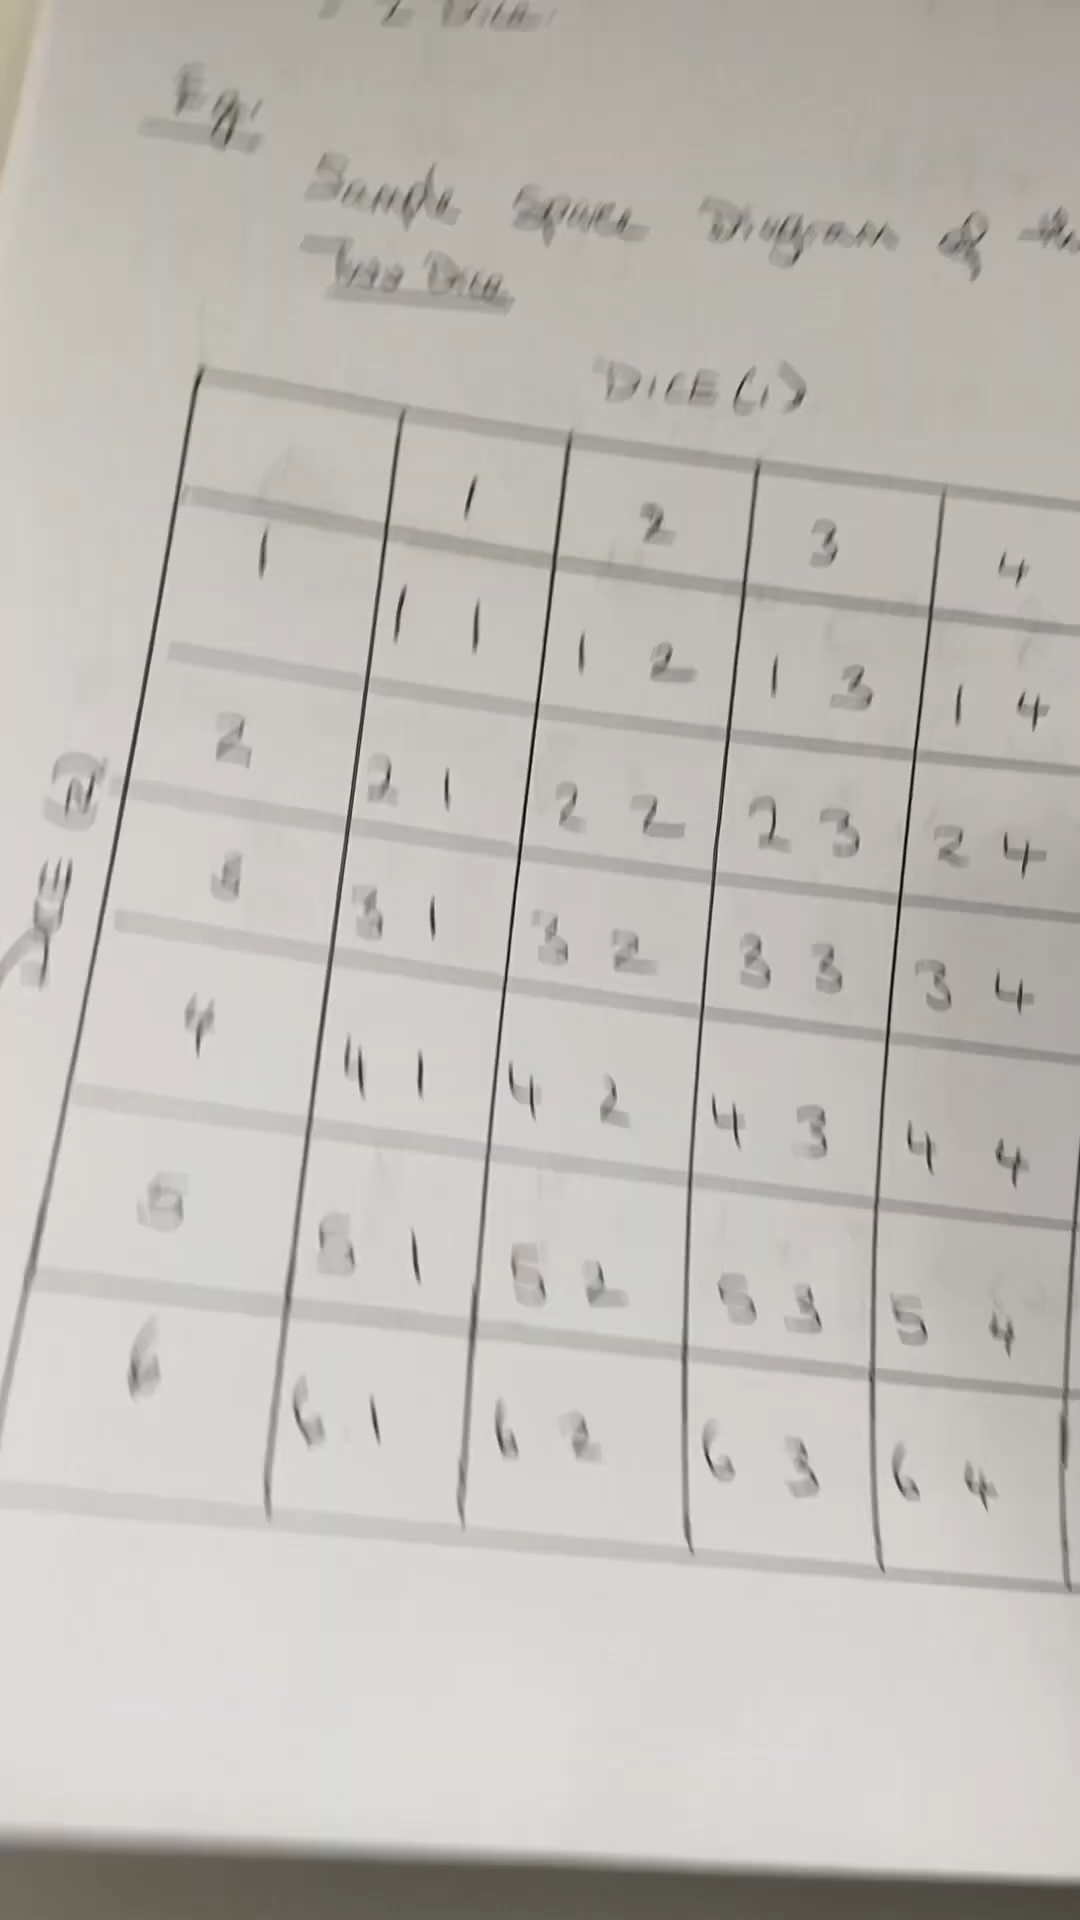 2 Dice
Eg:
Sample Space Diagram of
Two Dice
DICE (1)
1 2 3 4
1 1 1 1 2 1 3 1 4
2 2 1 2 2 2 3 2 4
3 1 3 2 3 3 3 4
4 4 1 4 2 4 3 4 4
5 5 1 5 2 5 3 5 4
6 6 1 6 2 6 3 6 4
(2)